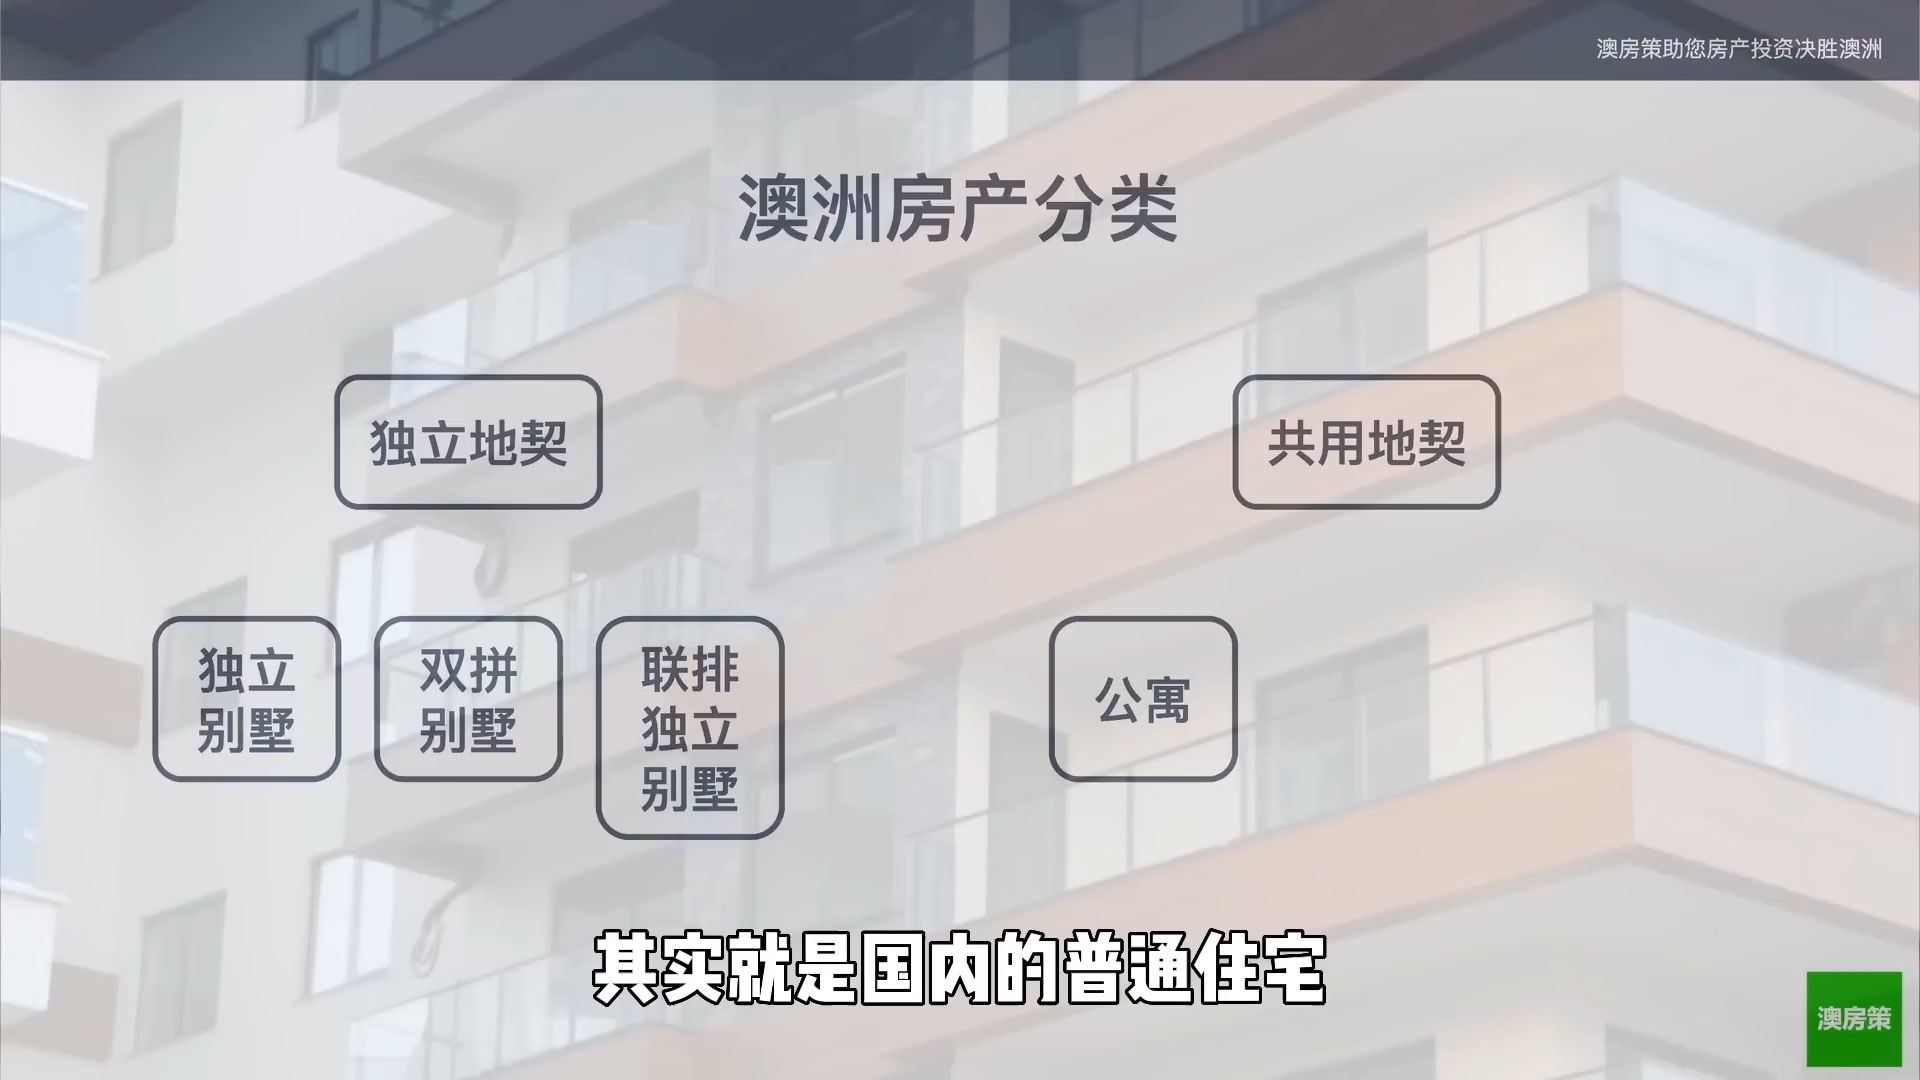 澳房策助您房产投资决胜澳洲
澳洲房产分类
独立地契
共用地契
独立
别墅
双拼
别墅
联排
独立
别墅
公寓
其实就是国内的普通住宅
澳房策